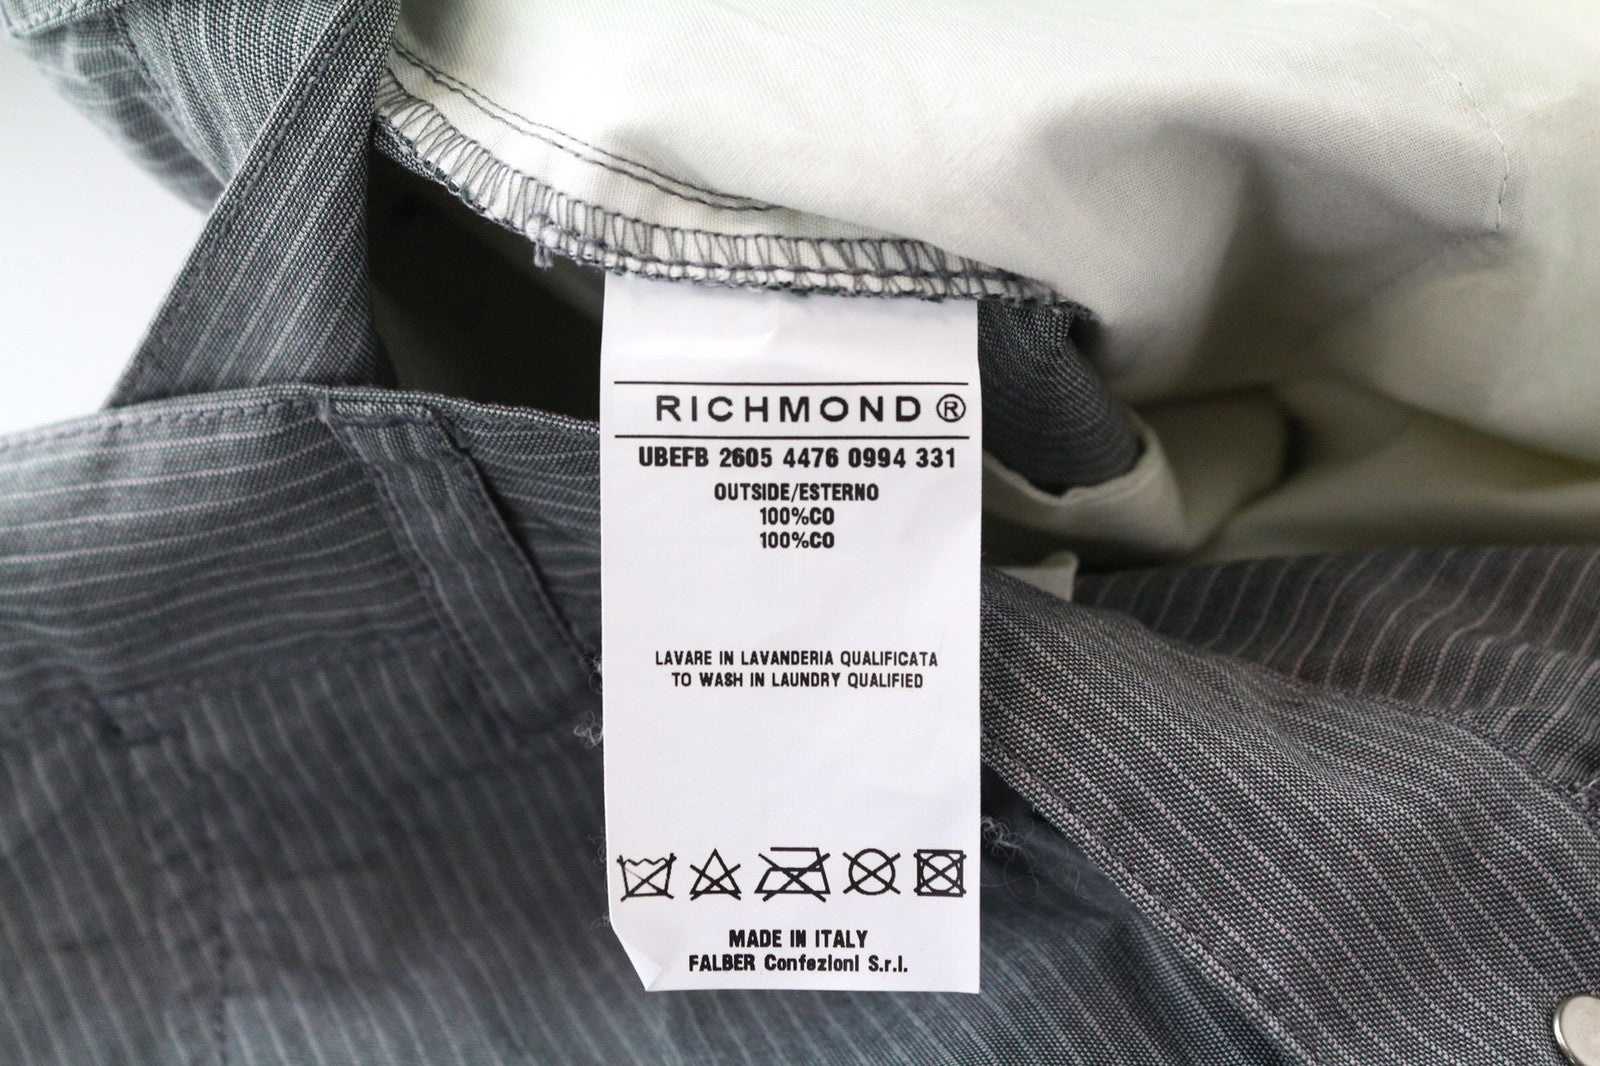 RICHMOND ®
UBEFB 2605 4476 0994 331
OUTSIDE/ESTERNO
100%CO
100%CO
LAVARE IN LAVANDERIA QUALIFICATA
TO WASH IN LAUNDRY QUALIFIED
MADE IN ITALY
FALBER Confezioni S.r.l.